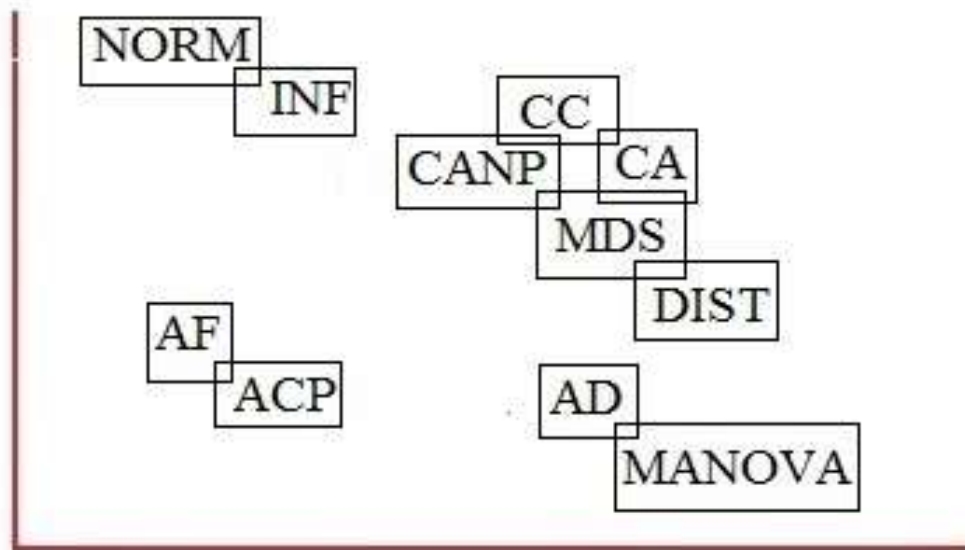 NORM
INF
CC
CANP
CA
MDS
DIST
AF
ACP
AD
MANOVA